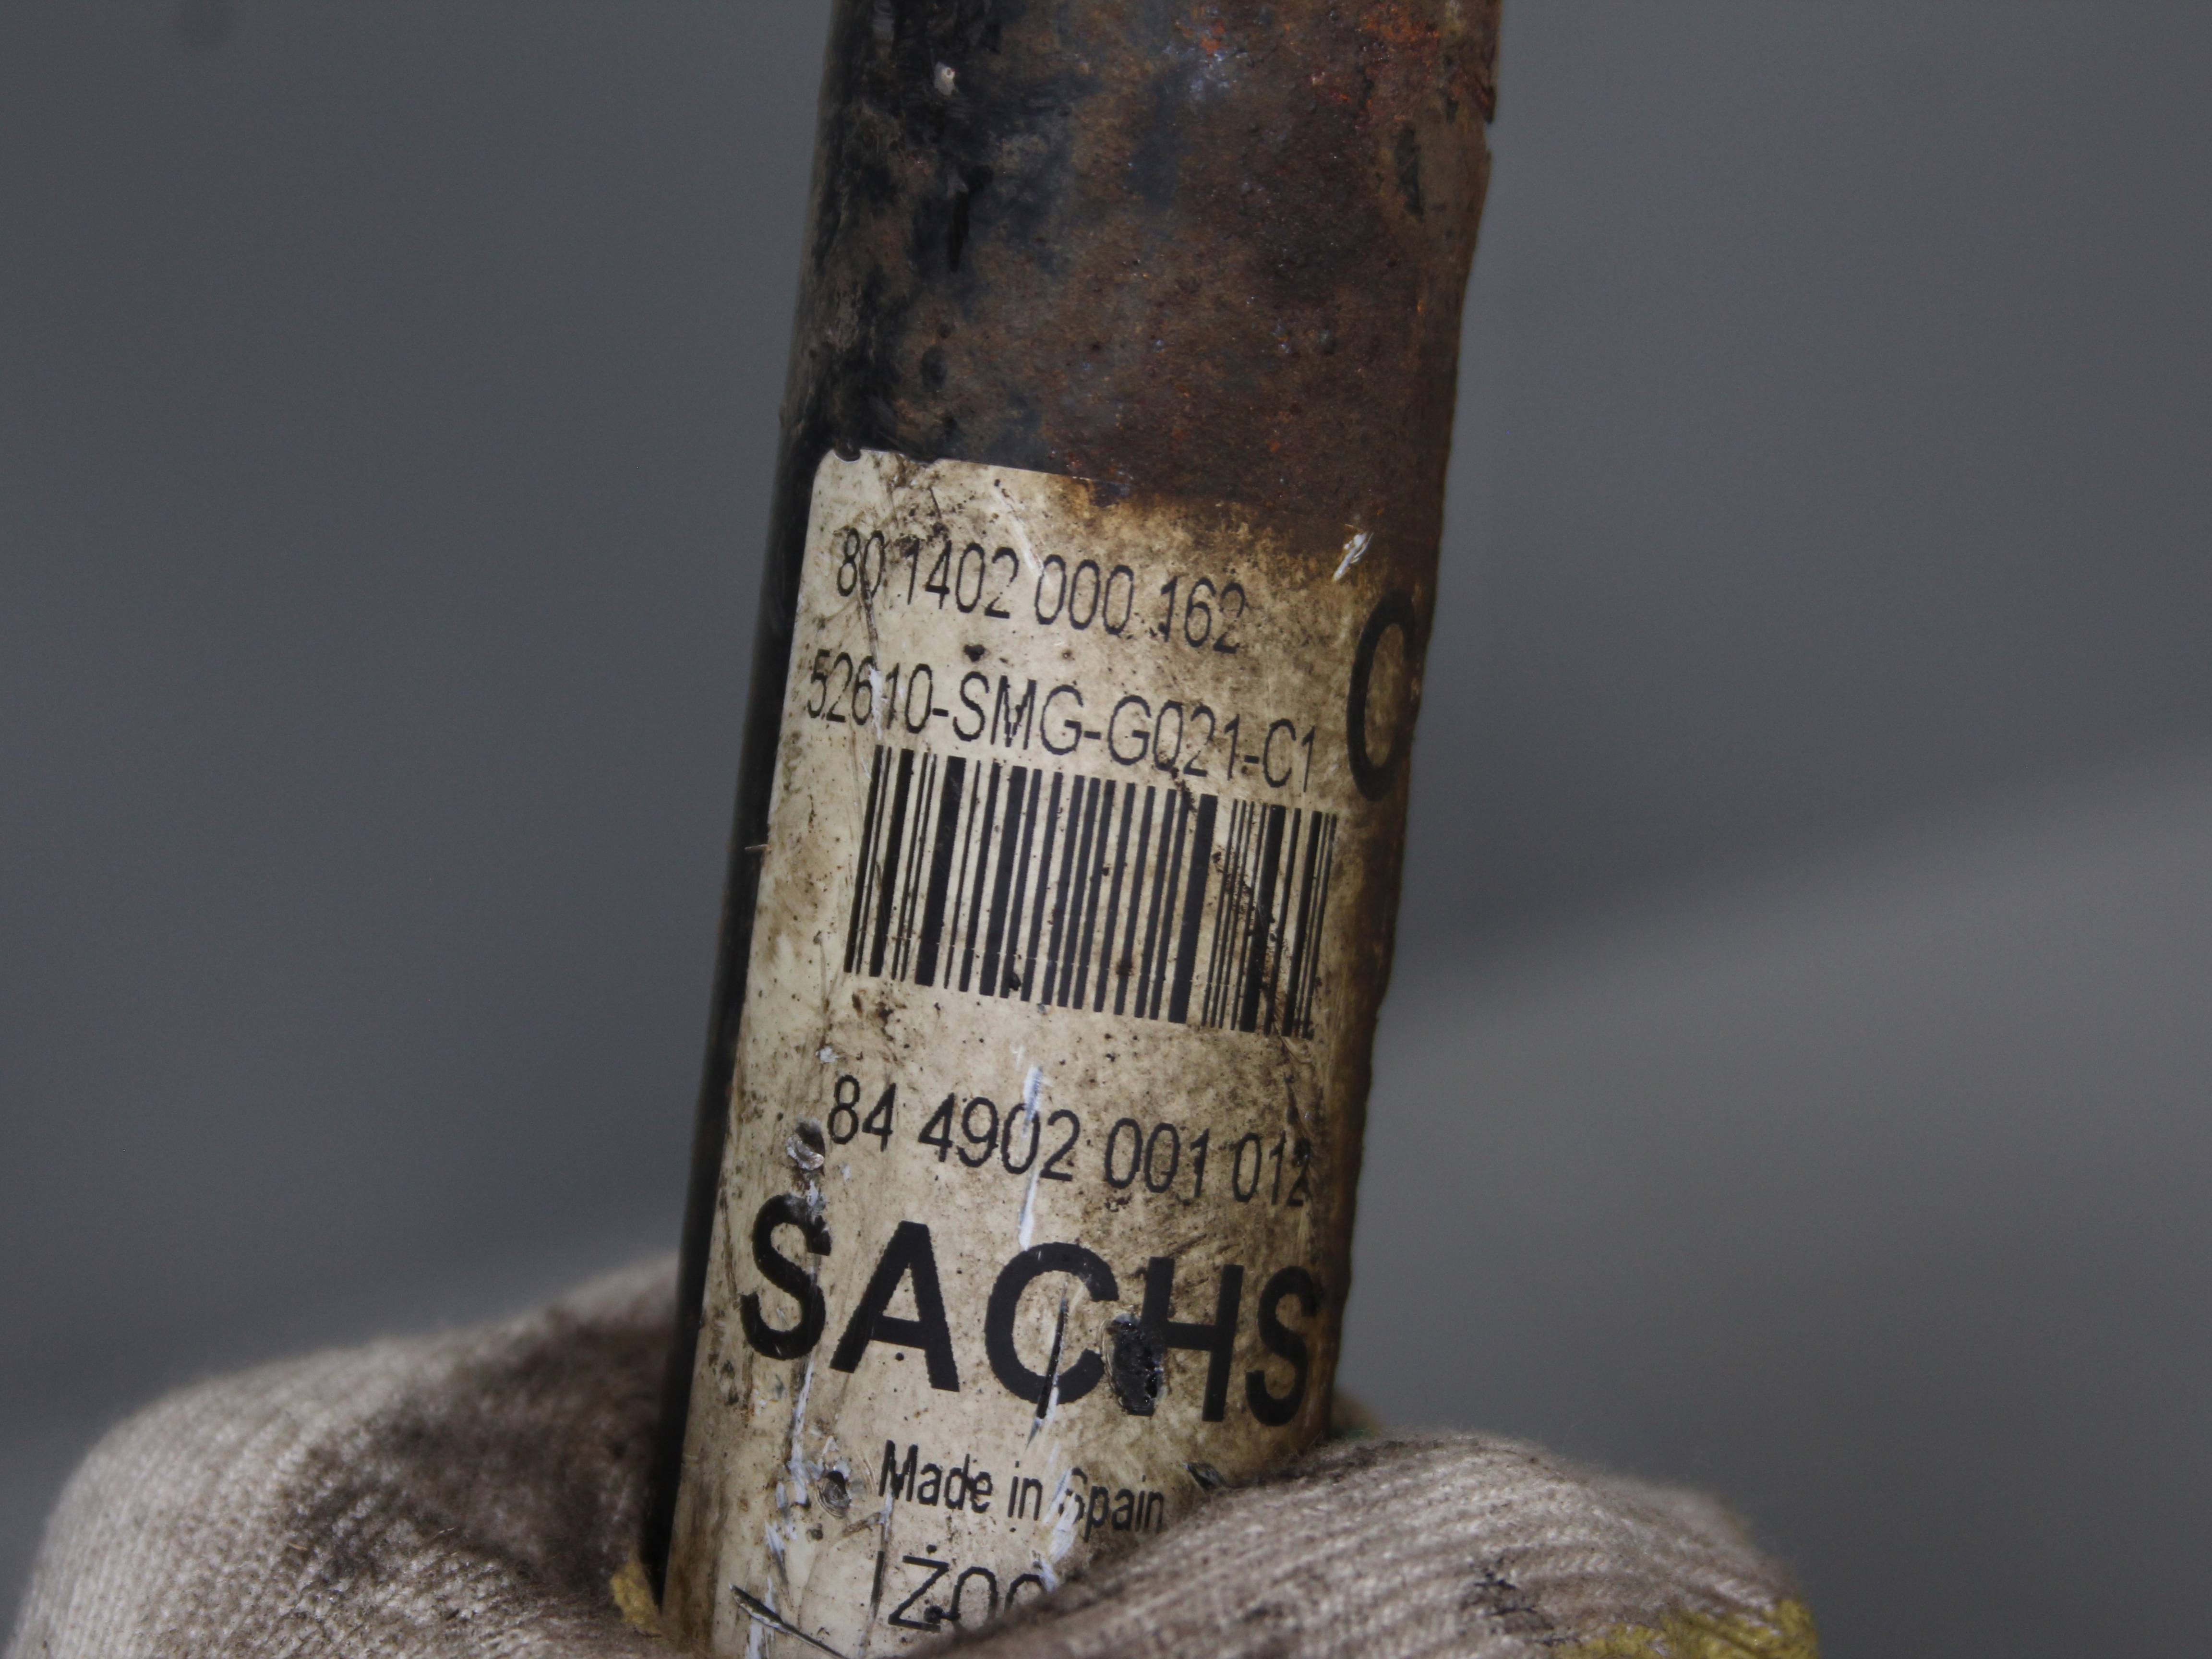 80 1402 000 162
52610-SMG-G021-C1
84 4902 001 012
SACHS
Made in Spain